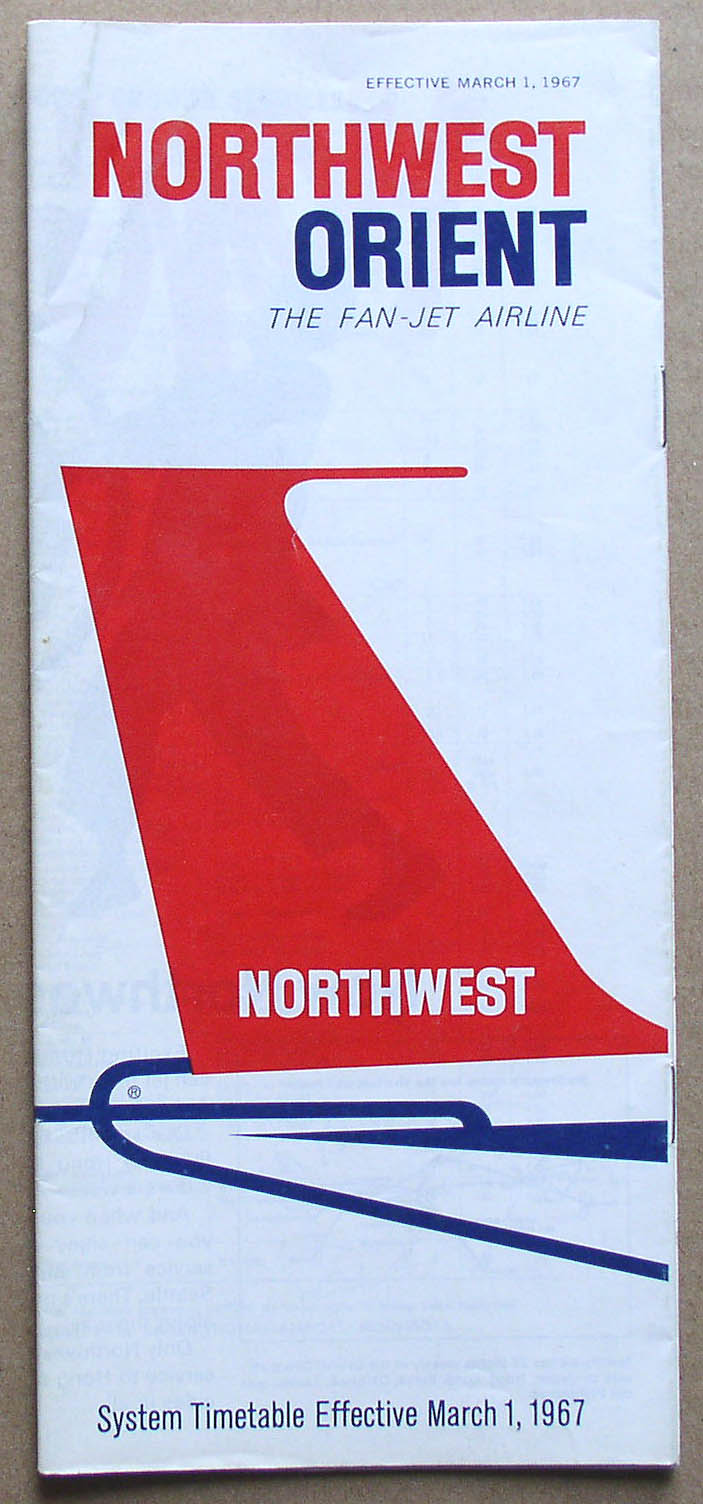 EFFECTIVE MARCH 1, 1967
NORTHWEST
ORIENT
THE FAN-JET AIRLINE
NORTHWEST
®
System Timetable Effective March 1, 1967